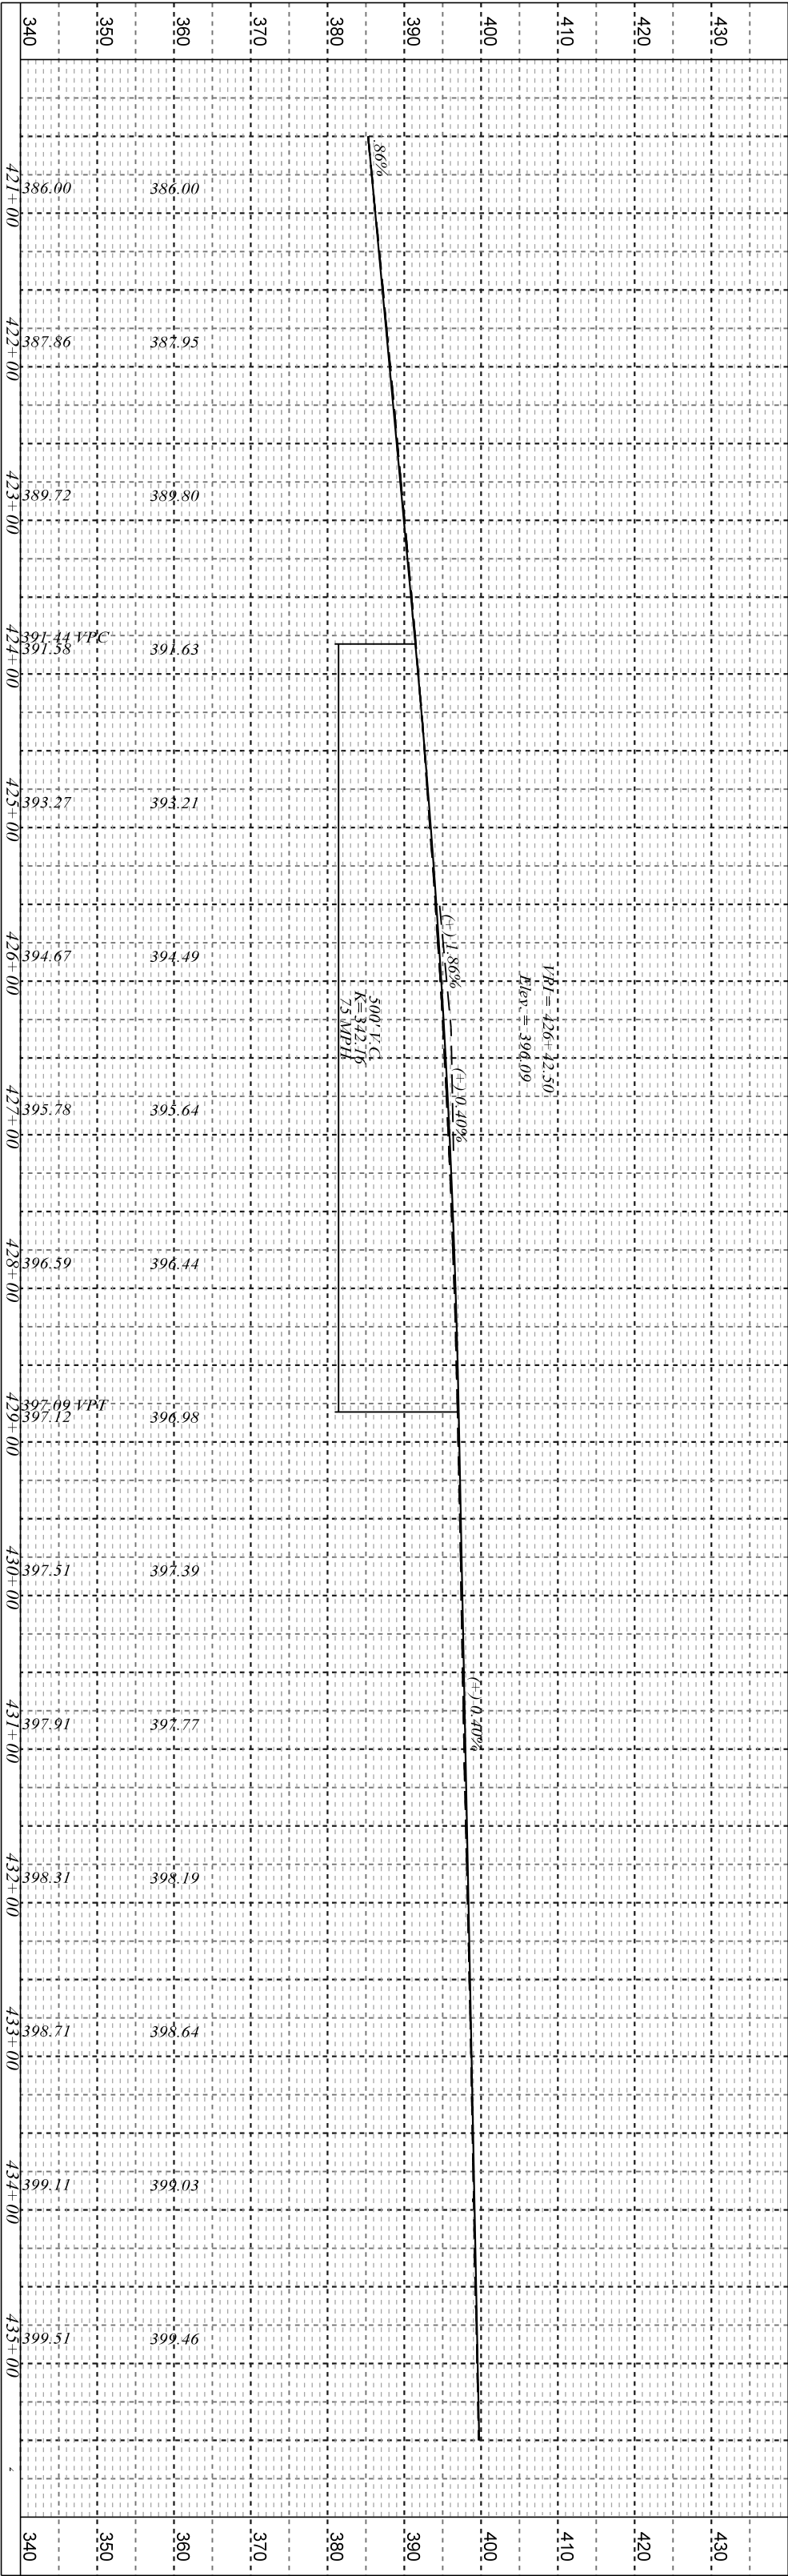 430 420 410 400 390 380 370 360 350 340
.86%
VPI = 426+42.50
Elev. = 396.09
(+) 1.86%
(+) 0.40%
(+) 0.40%
500' V.C.
K=342.16
75 MPH
386.00 387.95 389.80 391.63 393.21 394.49 395.64 396.44 396.98 397.39 397.77 398.19 398.64 399.03 399.46
386.00 387.86 389.72 391.44 VPC 391.58 393.27 394.67 395.78 396.59 397.09 VPT 397.12 397.51 397.91 398.31 398.71 399.11 399.51
421+00 422+00 423+00 424+00 425+00 426+00 427+00 428+00 429+00 430+00 431+00 432+00 433+00 434+00 435+00
430 420 410 400 390 380 370 360 350 340